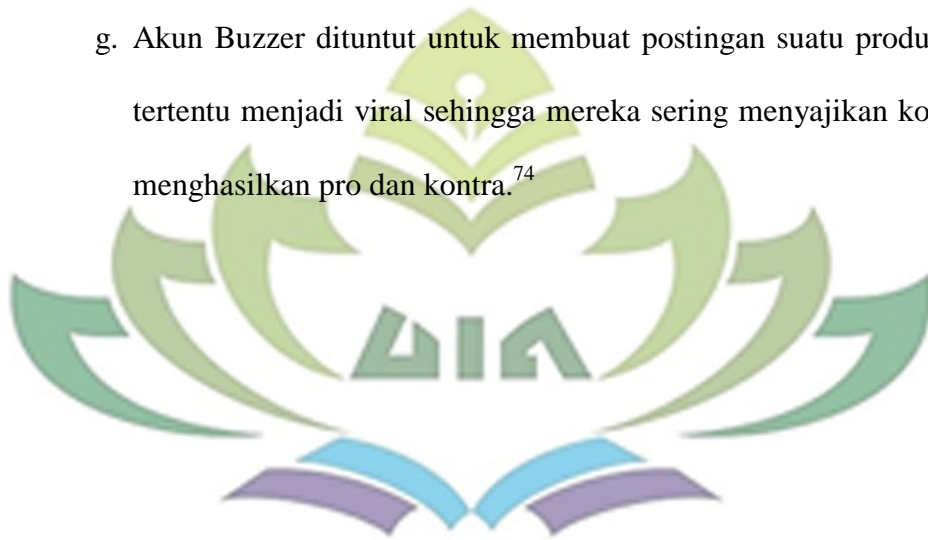 g. Akun Buzzer dituntut untuk membuat postingan suatu produ
tertentu menjadi viral sehingga mereka sering menyajikan ko
menghasilkan pro dan kontra.74
UIN